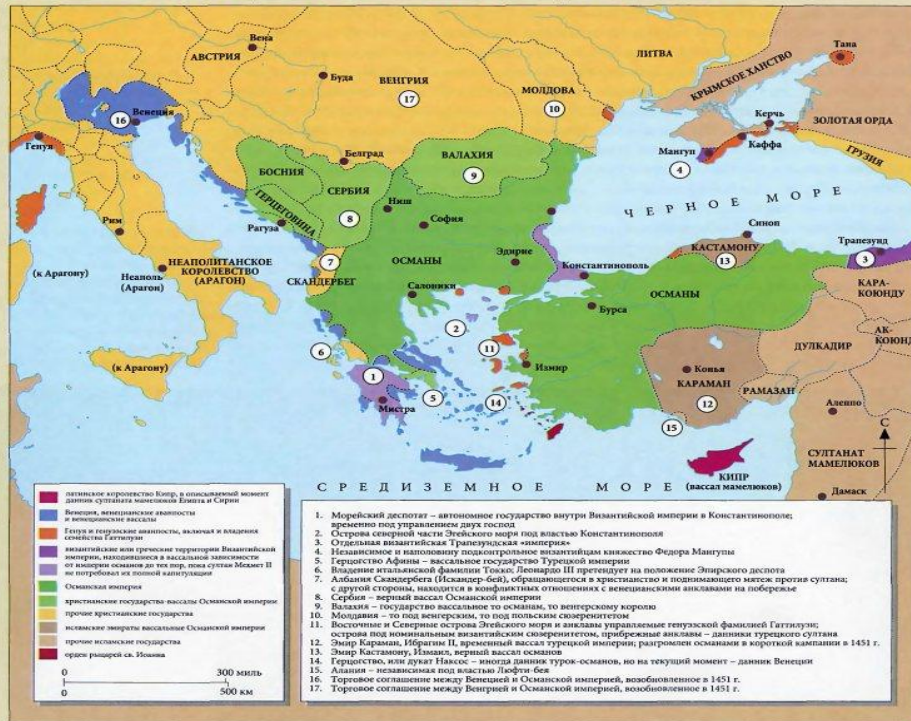 АВСТРИЯ
Вена
Буда
ВЕНГРИЯ
17
МОЛДОВА
10
ЛИТВА
КРЫМСКОЕ ХАНСТВО
Тана
ЗОЛОТАЯ ОРДА
Керчь
Каффа
Мангуп
4
ГРУЗИЯ
16
Венеция
Генуя
Белград
ВАЛАХИЯ
9
БОСНИЯ
СЕРБИЯ
8
ГЕРЦЕГОВИНА
Рагуза
Ниш
София
ЧЕРНОЕ МОРЕ
Рим
(к Арагону)
Неаполь
(Арагон)
НЕАПОЛИТАНСКОЕ
КОРОЛЕВСТВО
(АРАГОН)
7
СКАНДЕРБЕГ
ОСМАНЫ
Эдирне
Салоники
Константинополь
Синоп
КАСТАМОНУ
13
Трапезунд
3
КАРА-
КОЮНДУ
АК-
КОЮНД
ОСМАНЫ
Бурса
ДУЛКАДИР
(к Арагону)
6
1
Мистра
2
11
Измир
5
14
Конья
КАРАМАН
12
РАМАЗАН
15
Алеппо
С
СУЛТАНАТ
МАМЕЛЮКОВ
Дамаск
КИПР
(вассал мамелюков)
СРЕДИЗЕМНОЕ МОРЕ
латинское королевство Кипр, в описываемый момент
данник султаната мамелюков Египта и Сирии
Венеция, венецианские аванпосты
и венецианские вассалы
Генуя и генуэзские аванпосты, включая и владения
семейства Гаттилузи
византийские или греческие территории Византийской
империи, находившиеся в вассальной зависимости
от империи османов до тех пор, пока султан Мехмет II
не потребовал их полной капитуляции
Османская империя
христианские государства-вассалы Османской империи
прочие христианские государства
исламские эмираты вассальные Османской империи
прочие исламские государства
орден рыцарей св. Иоанна
0 300 миль
0 500 км
1. Морейский деспотат – автономное государство внутри Византийской империи в Константинополе;
временно под управлением двух господ
2. Острова северной части Эгейского моря под властью Константинополя
3. Отдельная византийская Трапезундская «империя»
4. Независимое и наполовину подконтрольное византийцам княжество Федора Мангупы
5. Герцогство Афины – вассальное государство Турецкой империи
6. Владение итальянской фамилии Токко; Леонардо III претендует на положение Эпирского деспота
7. Албания Скандербега (Искандер-бей), обращающегося в христианство и поднимающего мятеж против султана;
с другой стороны, находится в конфликтных отношениях с венецианскими анклавами на побережье
8. Сербия – верный вассал Османской империи
9. Валахия – государство вассальное то османам, то венгерскому королю
10. Молдавия – то под венгерским, то под польским сюзеренитетом
11. Восточные и Северные острова Эгейского моря и анклавы управляемые генуэзской фамилией Гаттилузи;
острова под номинальным византийским сюзеренитетом, прибрежные анклавы – данники турецкого султана
12. Эмир Караман, Ибрагим II, временный вассал турецкой империи; разгромлен османами в короткой кампании в 1451 г.
13. Эмир Кастамону, Измаил, верный вассал османов
14. Герцогство, или дукат Наксос – иногда данник турок-османов, но на текущий момент – данник Венеции
15. Алания – независимая под властью Люфти-бея
16. Торговое соглашение между Венецией и Османской империей, возобновленное в 1451 г.
17. Торговое соглашение между Венгрией и Османской империей, возобновленное в 1451 г.